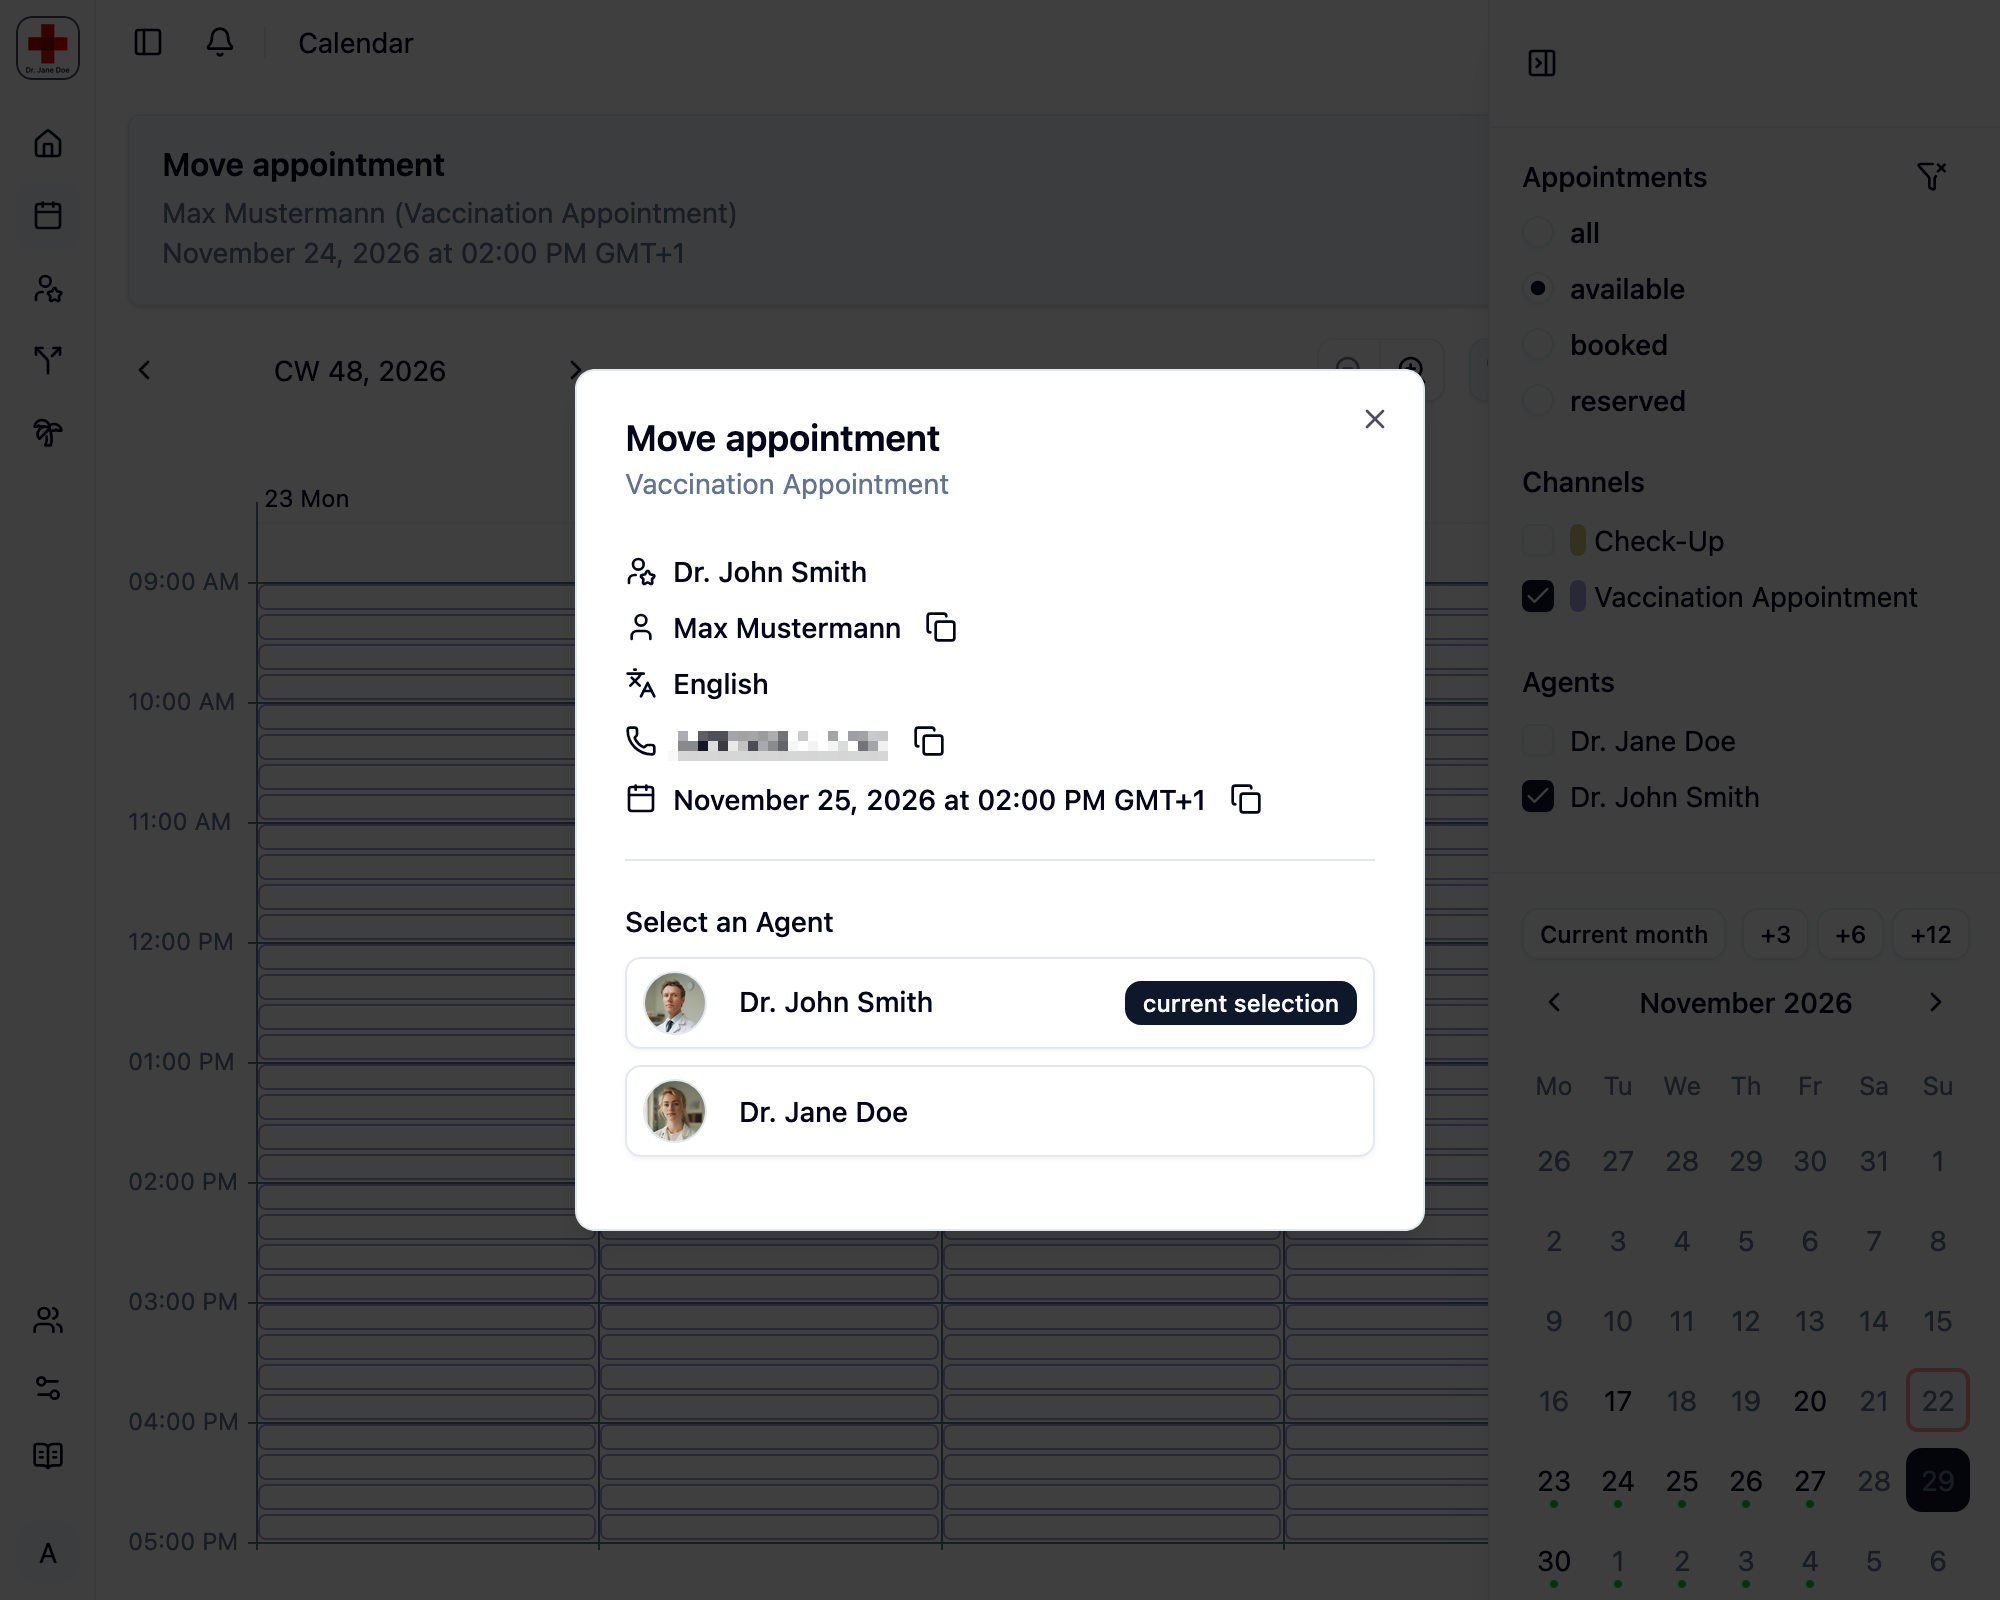 Dr. Jane Doe
Calendar
Move appointment
Max Mustermann (Vaccination Appointment)
November 24, 2026 at 02:00 PM GMT+1
CW 48, 2026
23 Mon
09:00 AM
10:00 AM
11:00 AM
12:00 PM
01:00 PM
02:00 PM
03:00 PM
04:00 PM
05:00 PM
A
Move appointment
Vaccination Appointment
Dr. John Smith
Max Mustermann
English
November 25, 2026 at 02:00 PM GMT+1
Select an Agent
Dr. John Smith current selection
Dr. Jane Doe
Appointments
all
available
booked
reserved
Channels
Check-Up
Vaccination Appointment
Agents
Dr. Jane Doe
Dr. John Smith
Current month +3 +6 +12
November 2026
Mo Tu We Th Fr Sa Su
26 27 28 29 30 31 1
2 3 4 5 6 7 8
9 10 11 12 13 14 15
16 17 18 19 20 21 22
23 24 25 26 27 28 29
30 1 2 3 4 5 6